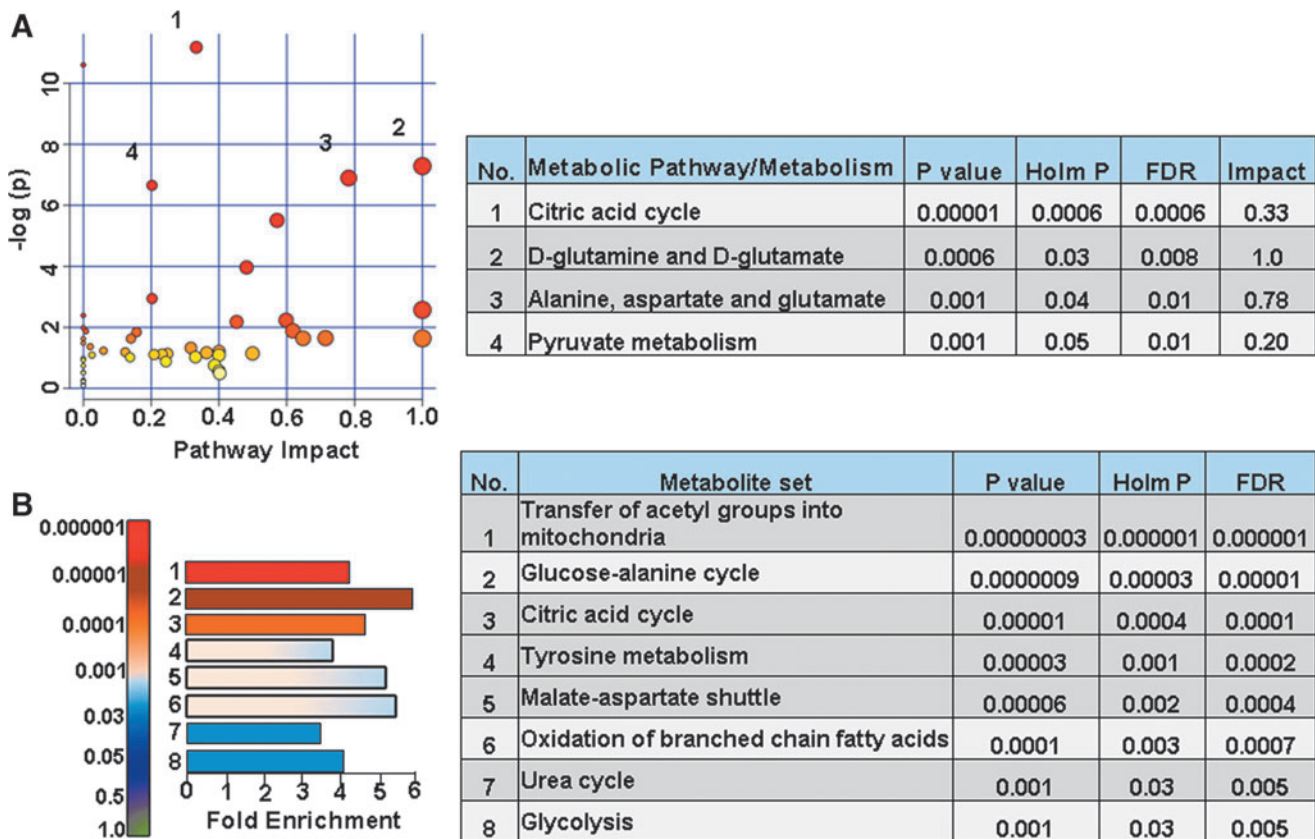 A
1
2
3
4
10
8
6
4
2
0
-log (p)
0.0 0.2 0.4 0.6 0.8 1.0
Pathway Impact
No. Metabolic Pathway/Metabolism P value Holm P FDR Impact
1 Citric acid cycle 0.00001 0.0006 0.0006 0.33
2 D-glutamine and D-glutamate 0.0006 0.03 0.008 1.0
3 Alanine, aspartate and glutamate 0.001 0.04 0.01 0.78
4 Pyruvate metabolism 0.001 0.05 0.01 0.20
B
0.000001
0.00001
0.0001
0.001
0.03
0.05
0.5
1.0
1
2
3
4
5
6
7
8
0 1 2 3 4 5 6
Fold Enrichment
No. Metabolite set P value Holm P FDR
1 Transfer of acetyl groups into
mitochondria 0.00000003 0.000001 0.000001
2 Glucose-alanine cycle 0.0000009 0.00003 0.00001
3 Citric acid cycle 0.00001 0.0004 0.0001
4 Tyrosine metabolism 0.00003 0.001 0.0002
5 Malate-aspartate shuttle 0.00006 0.002 0.0004
6 Oxidation of branched chain fatty acids 0.0001 0.003 0.0007
7 Urea cycle 0.001 0.03 0.005
8 Glycolysis 0.001 0.03 0.005